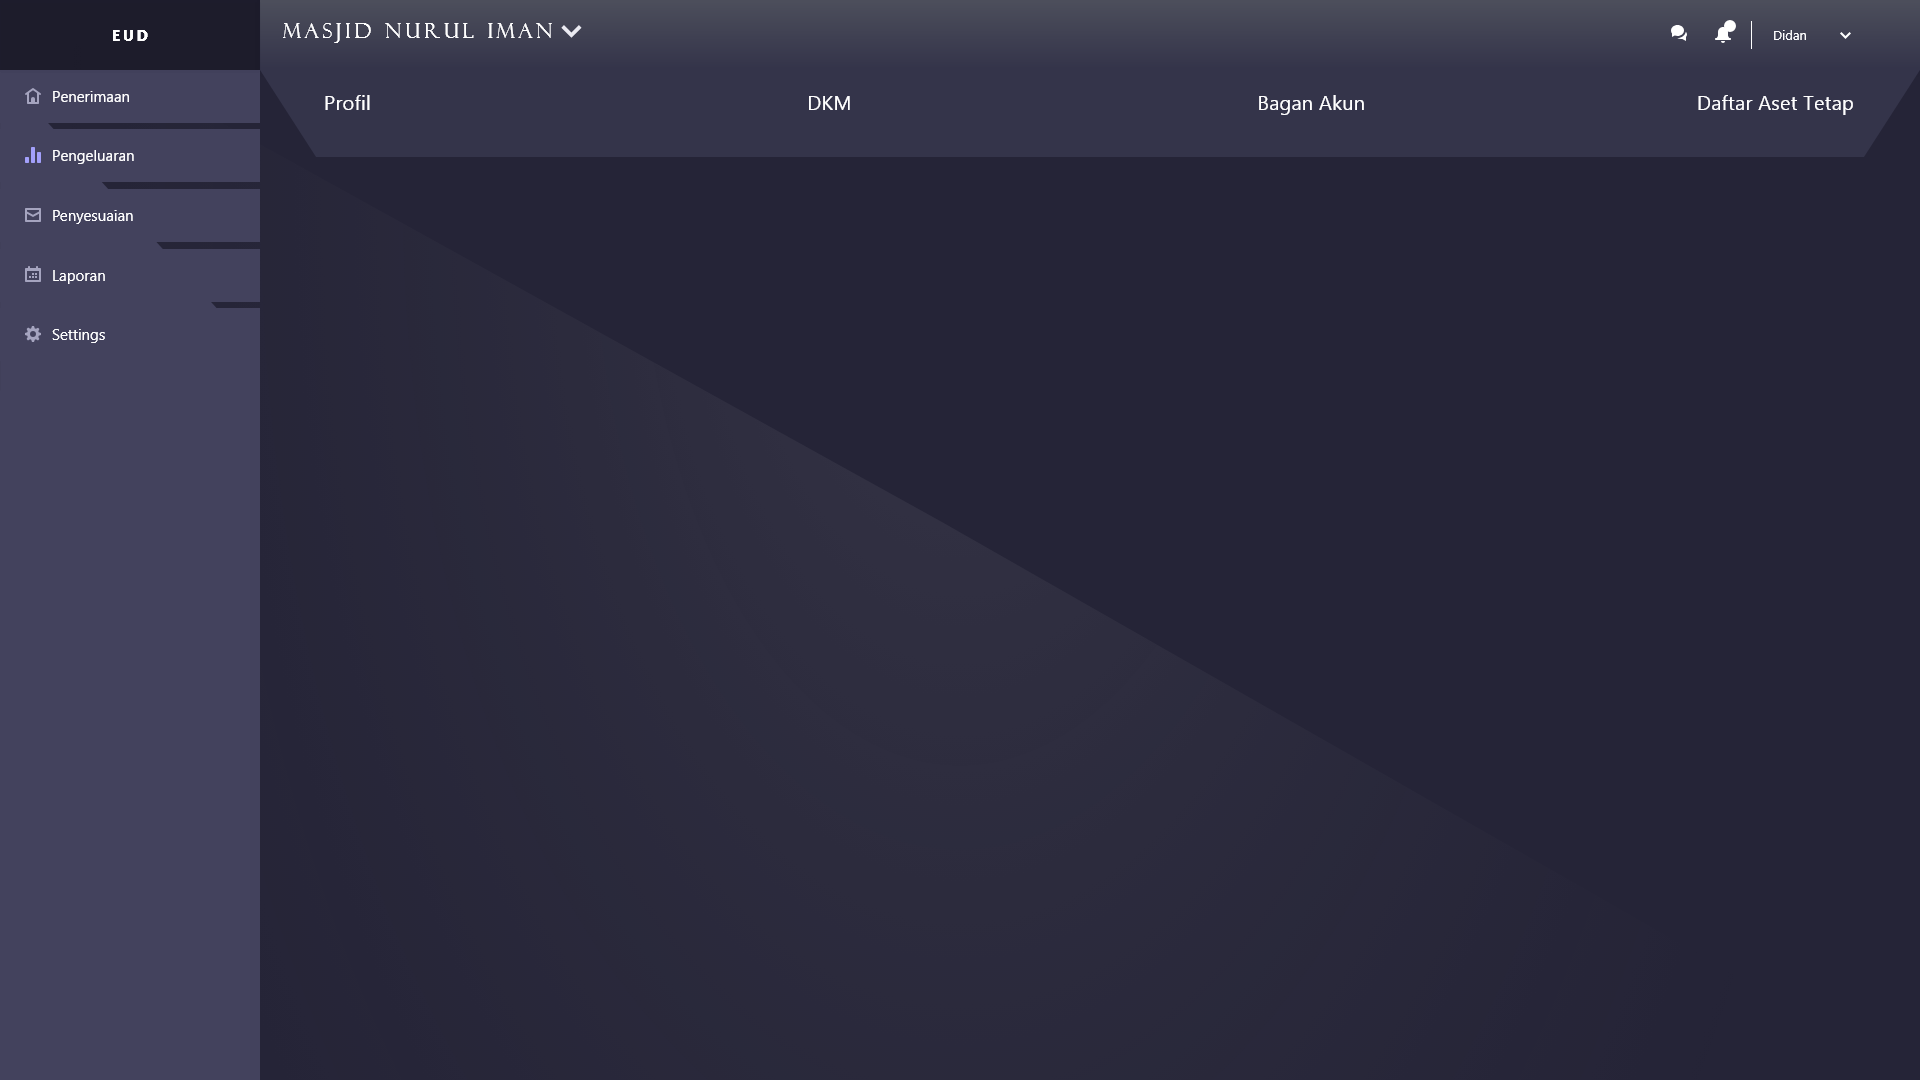 EUD
MASJID NURUL IMAN
Didan
Profil
DKM
Bagan Akun
Daftar Aset Tetap
Penerimaan
Pengeluaran
Penyesuaian
Laporan
Settings